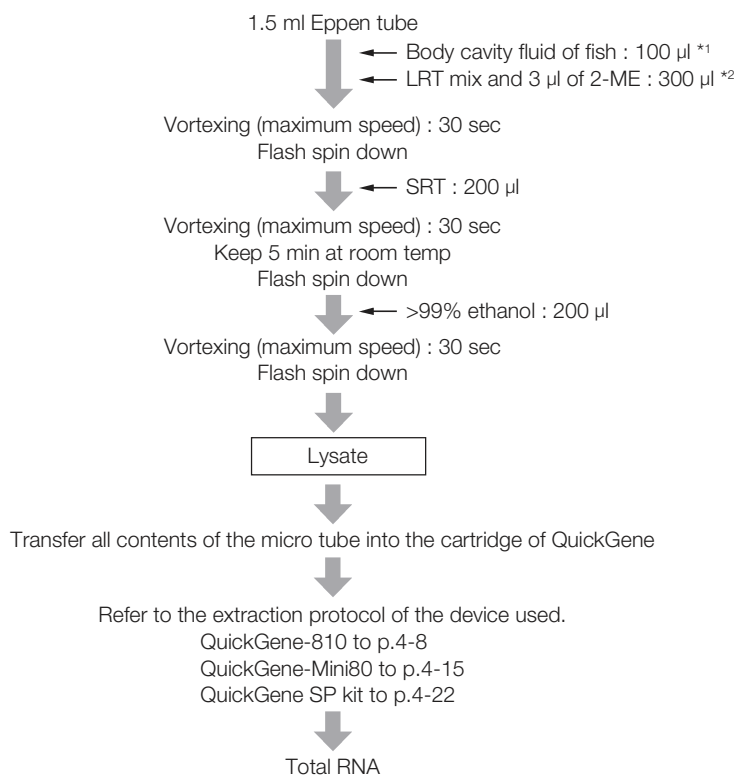 1.5 ml Eppen tube
Body cavity fluid of fish : 100 µl *1
LRT mix and 3 µl of 2-ME : 300 µl *2
Vortexing (maximum speed) : 30 sec
Flash spin down
SRT : 200 µl
Vortexing (maximum speed) : 30 sec
Keep 5 min at room temp
Flash spin down
>99% ethanol : 200 µl
Vortexing (maximum speed) : 30 sec
Flash spin down
Lysate
Transfer all contents of the micro tube into the cartridge of QuickGene
Refer to the extraction protocol of the device used.
QuickGene-810 to p.4-8
QuickGene-Mini80 to p.4-15
QuickGene SP kit to p.4-22
Total RNA